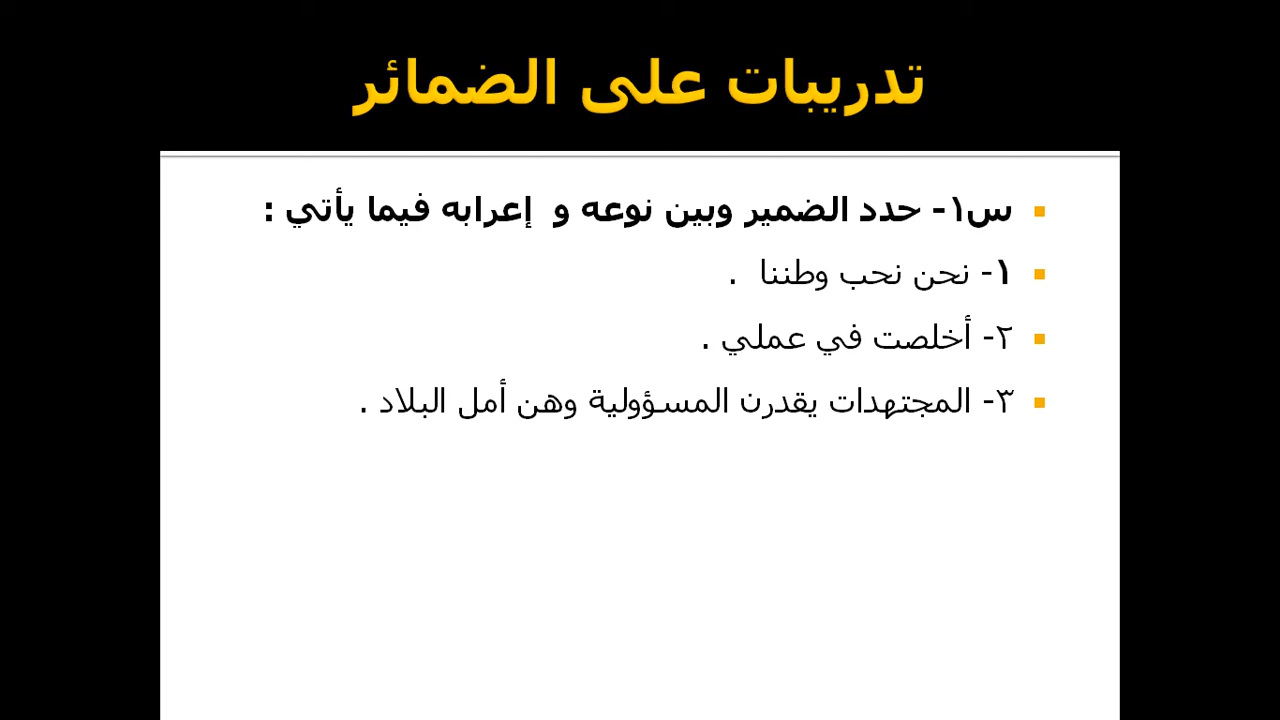 تدريبات على الضمائر
س١- حدد الضمير وبين نوعه و إعرابه فيما يأتي :
١- نحن نحب وطننا .
٢- أخلصت في عملي .
٣- المجتهدات يقدرن المسؤولية وهن أمل البلاد .